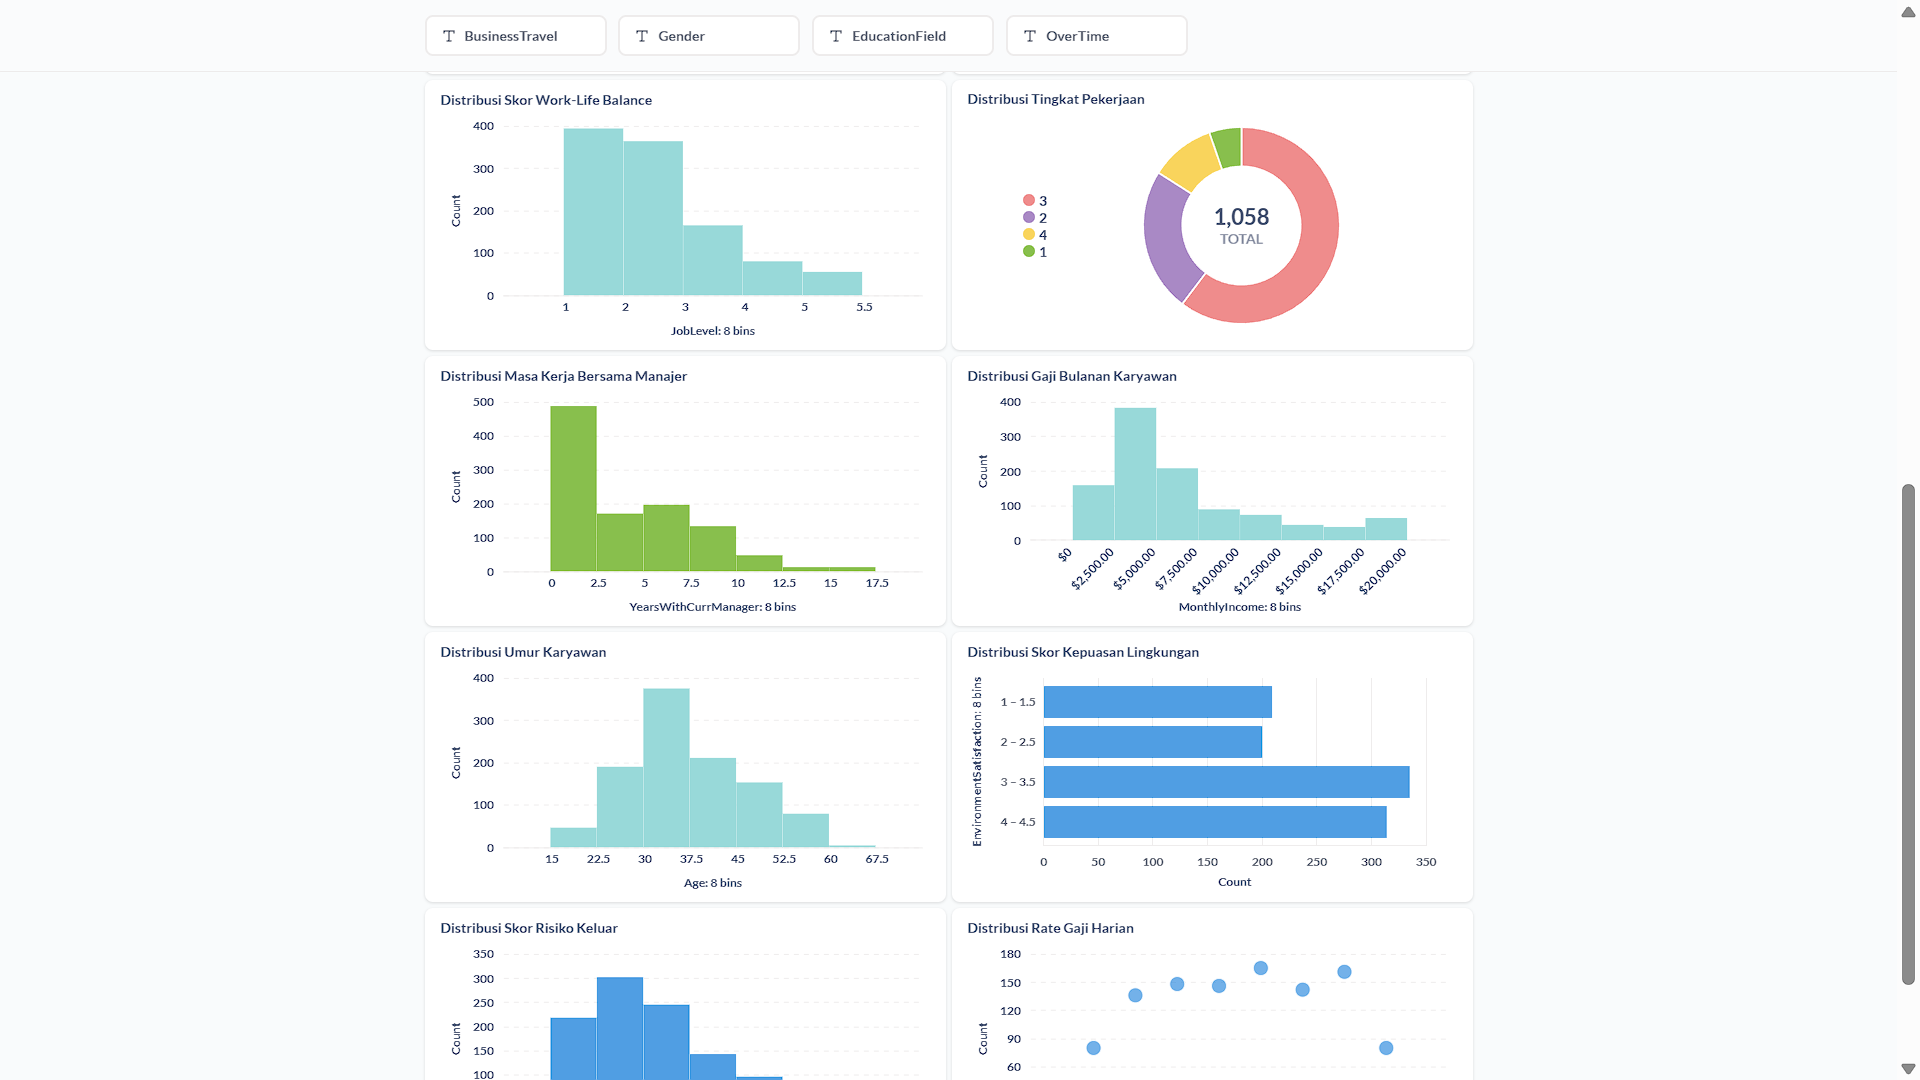 BusinessTravel
Gender
EducationField
OverTime
Distribusi Skor Work-Life Balance
400
300
200
100
0
Count
1
2
3
4
5
5.5
JobLevel: 8 bins
Distribusi Tingkat Pekerjaan
3
2
4
1
1,058
TOTAL
Distribusi Masa Kerja Bersama Manajer
500
400
300
200
100
0
Count
0
2.5
5
7.5
10
12.5
15
17.5
YearsWithCurrManager: 8 bins
Distribusi Gaji Bulanan Karyawan
400
300
200
100
0
Count
$0
$2,500.00
$5,000.00
$7,500.00
$10,000.00
$12,500.00
$15,000.00
$17,500.00
$20,000.00
MonthlyIncome: 8 bins
Distribusi Umur Karyawan
400
300
200
100
0
Count
15
22.5
30
37.5
45
52.5
60
67.5
Age: 8 bins
Distribusi Skor Kepuasan Lingkungan
EnvironmentSatisfaction: 8 bins
1 – 1.5
2 – 2.5
3 – 3.5
4 – 4.5
0
50
100
150
200
250
300
350
Count
Distribusi Skor Risiko Keluar
350
300
250
200
150
100
Count
Distribusi Rate Gaji Harian
180
150
120
90
60
Count